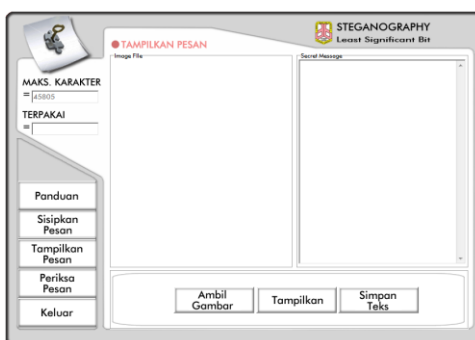 STEGANOGRAPHY
Least Significant Bit
TAMPILKAN PESAN
Image File
Secret Message
MAKS. KARAKTER
= 45805
TERPAKAI
=
Panduan
Sisipkan
Pesan
Tampilkan
Pesan
Periksa
Pesan
Keluar
Ambil
Gambar
Tampilkan
Simpan
Teks